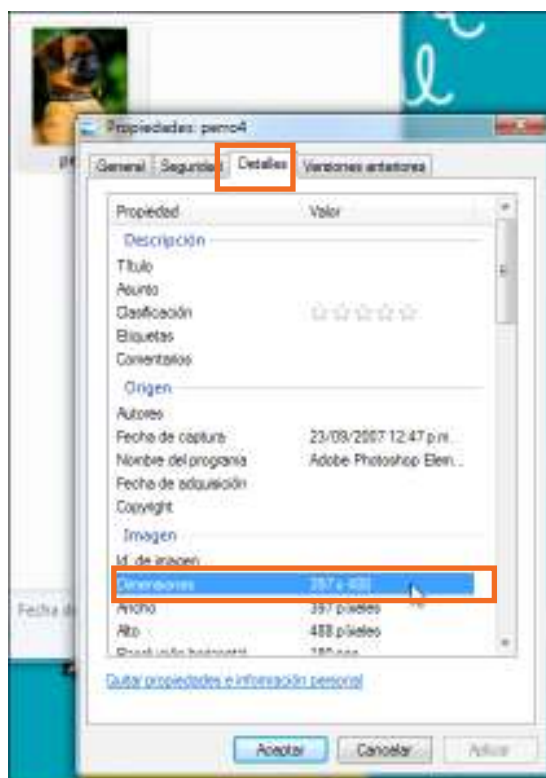 Propiedades: perro4
General Seguridad Detalles Versiones anteriores
Propiedad Valor
Descripción
Título
Asunto
Clasificación
Etiquetas
Comentarios
Origen
Autores
Fecha de captura 23/09/2007 12:47 p.m.
Nombre del programa Adobe Photoshop Elem...
Fecha de adquisición
Copyright
Imagen
Id. de imagen
Dimensiones
Fecha de
Ancho 397 píxeles
Alto 488 píxeles
Quitar propiedades e información personal
Aceptar Cancelar Aplicar